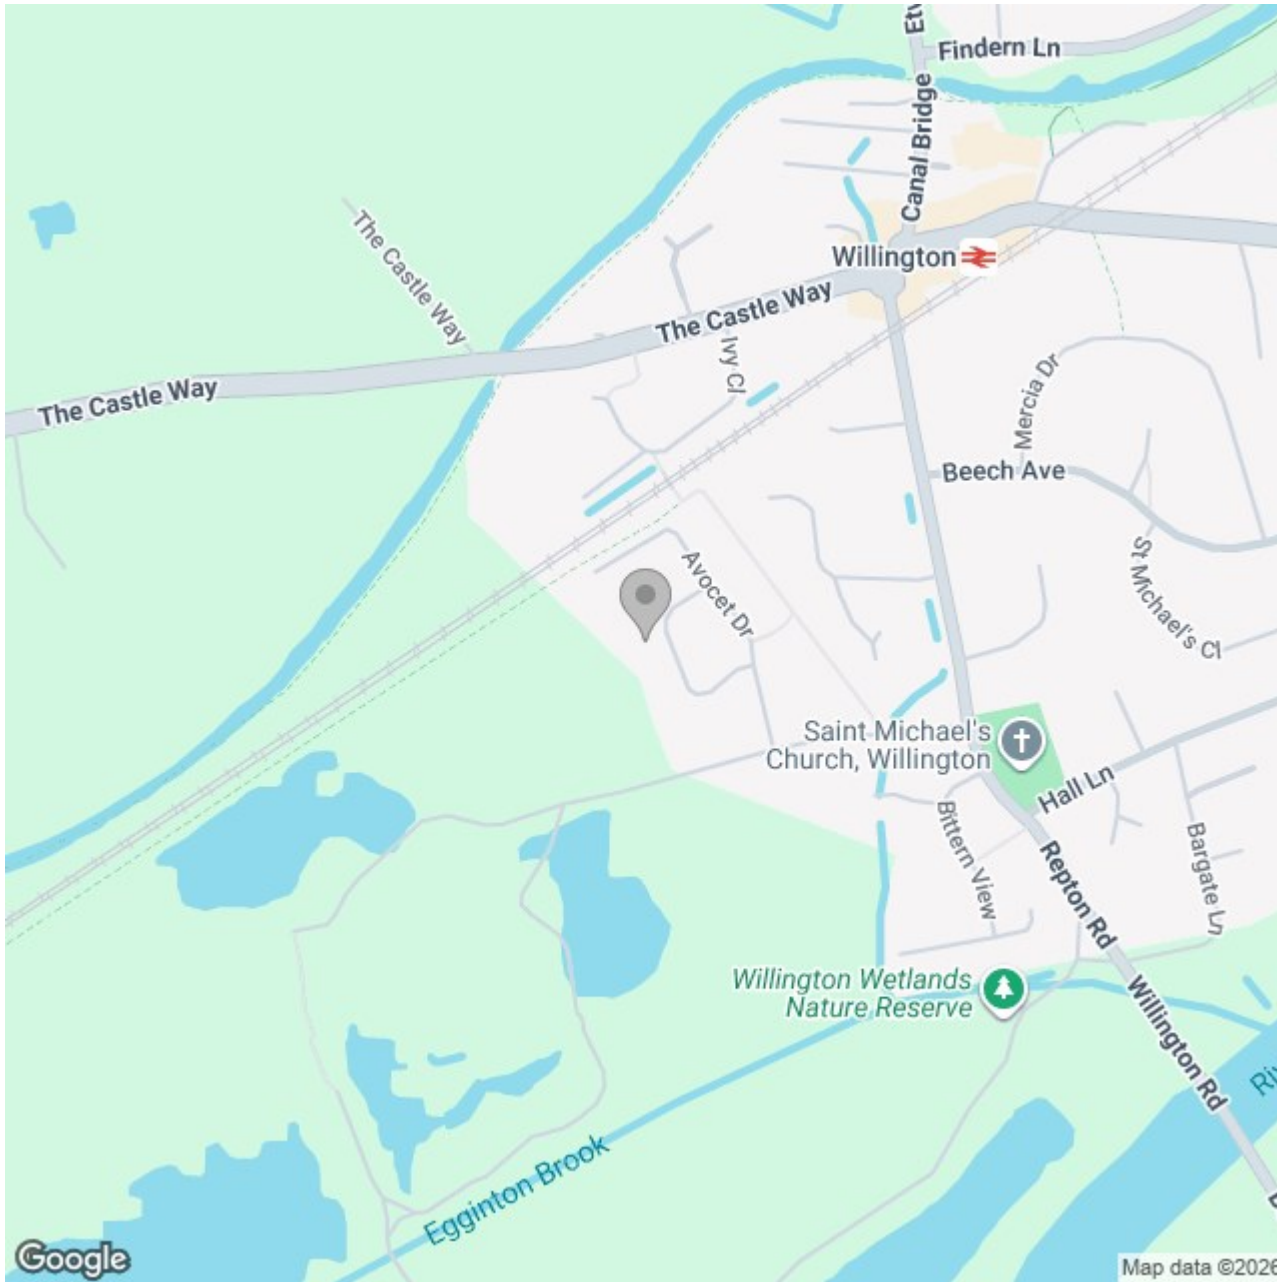 Etw
Findern Ln
Canal Bridge
The Castle Way
Willington
The Castle Way
Ivy Cl
The Castle Way
Mercia Dr
Beech Ave
Avocet Dr
St Michael's Cl
Saint Michael's
Church, Willington
Hall Ln
Bittern View
Repton Rd
Bargate Ln
Willington Wetlands
Nature Reserve
Willington Rd
Riv
Egginton Brook
Google
Map data ©2026